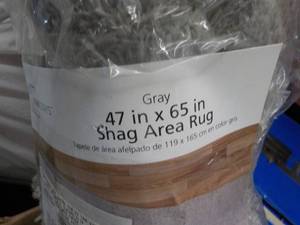 Gray
47 in x 65 in
Shag Area Rug
Tapete de área afelpado de 119 x 165 cm en color gris